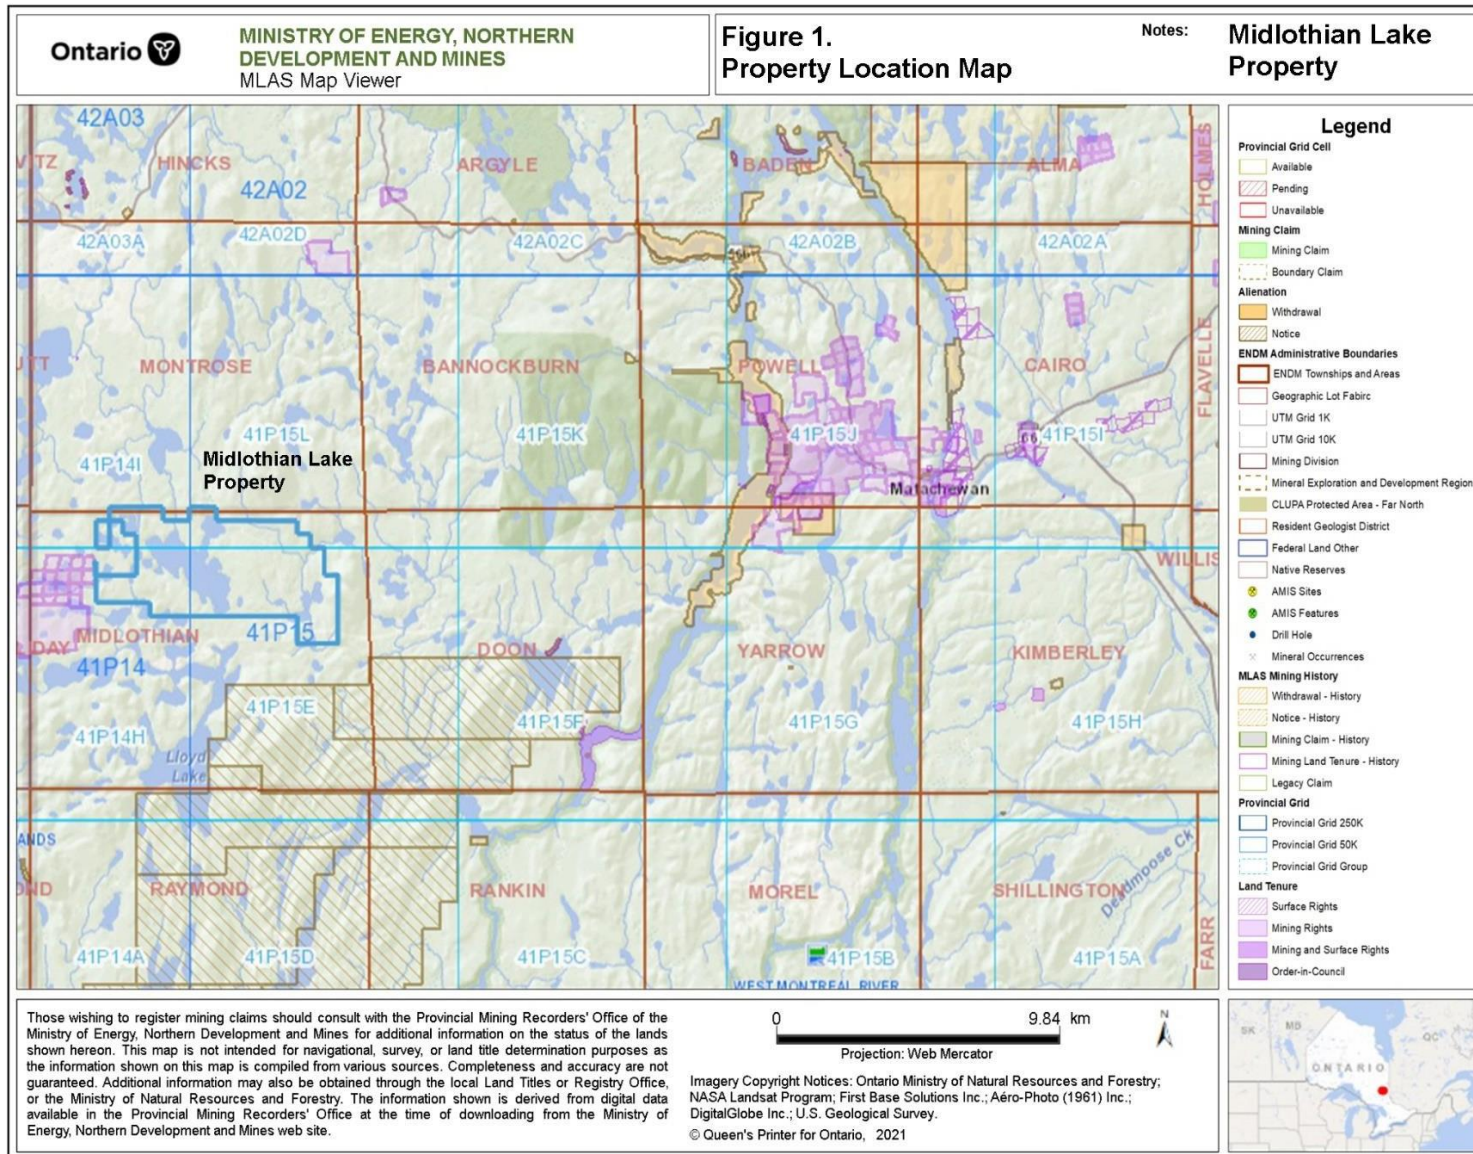 Ontario
MINISTRY OF ENERGY, NORTHERN
DEVELOPMENT AND MINES
MLAS Map Viewer
Figure 1.
Property Location Map
Notes:
Midlothian Lake
Property
42A03
HINCKS
42A02
ARGYLE
BADEN
ALMA
HOLMES
42A03A
42A02D
42A02C
566
42A02B
42A02A
MONTROSE
BANNOCKBURN
POWELL
CAIRO
FLAVELLE
41P14I
41P15L
41P15K
41P15J
66
41P15I
Midlothian Lake
Property
Matachewan
WILLIS
DAY
MIDLOTHIAN
41P15
41P14
DOON
YARROW
KIMBERLEY
41P14H
41P15E
41P15F
41P15G
41P15H
Lloyd
Lake
ANDS
OND
RAYMOND
RANKIN
MOREL
SHILLINGTON
Deadmoose Ck
FARR
41P14A
41P15D
41P15C
41P15B
41P15A
WEST MONTREAL RIVER
Legend
Provincial Grid Cell
Available
Pending
Unavailable
Mining Claim
Mining Claim
Boundary Claim
Alienation
Withdrawal
Notice
ENDM Administrative Boundaries
ENDM Townships and Areas
Geographic Lot Fabirc
UTM Grid 1K
UTM Grid 10K
Mining Division
Mineral Exploration and Development Region
CLUPA Protected Area - Far North
Resident Geologist District
Federal Land Other
Native Reserves
AMIS Sites
AMIS Features
Drill Hole
Mineral Occurrences
MLAS Mining History
Withdrawal - History
Notice - History
Mining Claim - History
Mining Land Tenure - History
Legacy Claim
Provincial Grid
Provincial Grid 250K
Provincial Grid 50K
Provincial Grid Group
Land Tenure
Surface Rights
Mining Rights
Mining and Surface Rights
Order-in-Council
Those wishing to register mining claims should consult with the Provincial Mining Recorders' Office of the
Ministry of Energy, Northern Development and Mines for additional information on the status of the lands
shown hereon. This map is not intended for navigational, survey, or land title determination purposes as
the information shown on this map is compiled from various sources. Completeness and accuracy are not
guaranteed. Additional information may also be obtained through the local Land Titles or Registry Office,
or the Ministry of Natural Resources and Forestry. The information shown is derived from digital data
available in the Provincial Mining Recorders' Office at the time of downloading from the Ministry of
Energy, Northern Development and Mines web site.
0 9.84 km
Projection: Web Mercator
N
Imagery Copyright Notices: Ontario Ministry of Natural Resources and Forestry;
NASA Landsat Program; First Base Solutions Inc.; Aéro-Photo (1961) Inc.;
DigitalGlobe Inc.; U.S. Geological Survey.
© Queen's Printer for Ontario, 2021
SK
MB
ONTARIO
QC